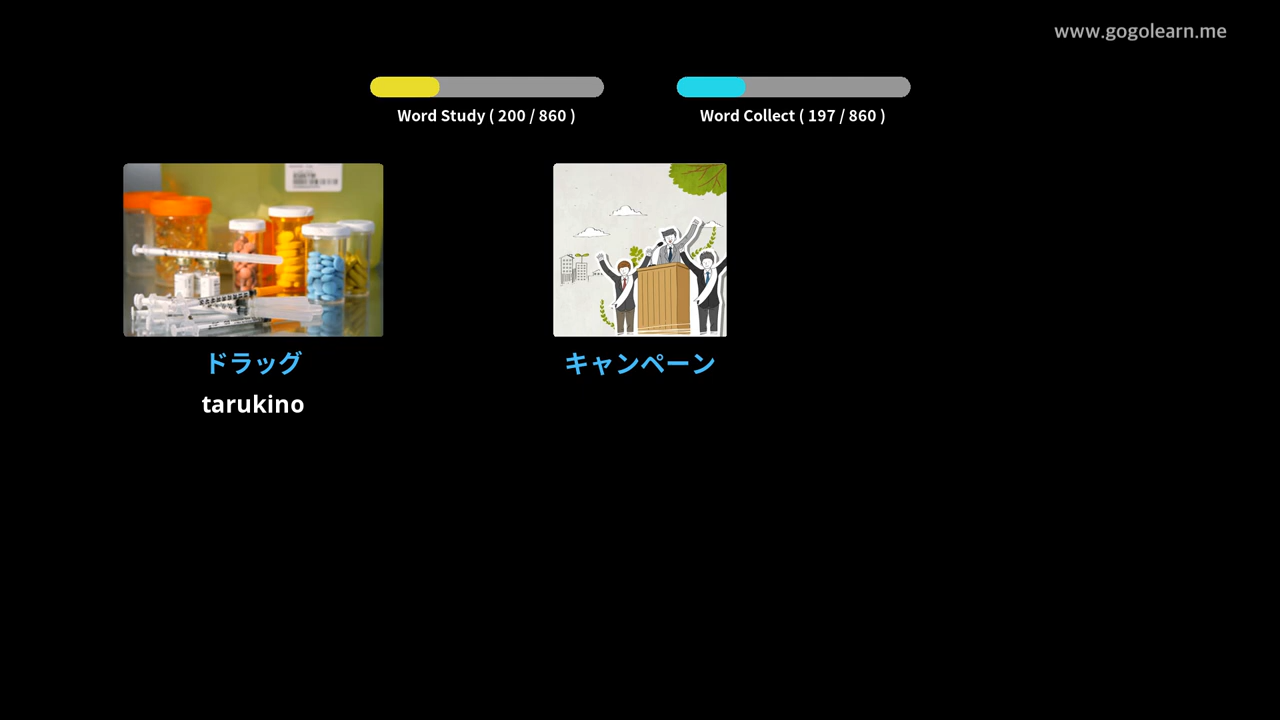 www.gogolearn.me
Word Study ( 200 / 860 )
Word Collect ( 197 / 860 )
ドラッグ
キャンペーン
tarukino